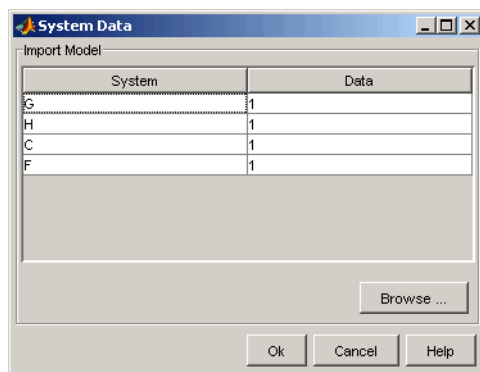 System Data
Import Model
System Data
G 1
H 1
C 1
F 1
Browse ...
Ok Cancel Help